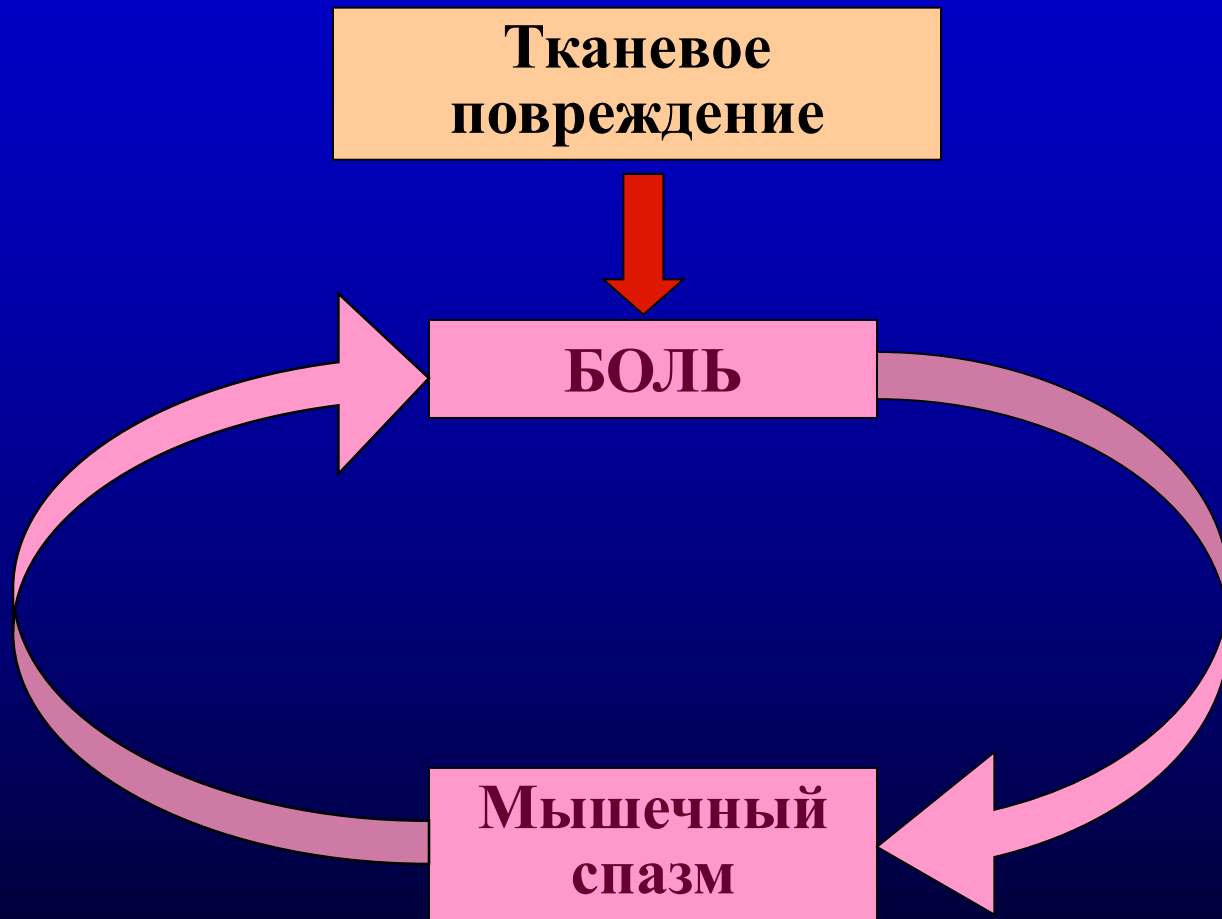 Тканевое
повреждение
БОЛЬ
Мышечный
спазм